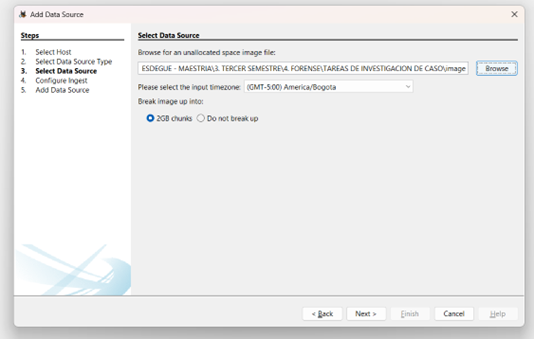 Add Data Source
Steps
1. Select Host
2. Select Data Source Type
3. Select Data Source
4. Configure Ingest
5. Add Data Source
Select Data Source
Browse for an unallocated space image file:
ESDEGUE - MAESTRIA\3. TERCER SEMESTRE\4. FORENSE\TAREAS DE INVESTIGACION DE CASO\image
Browse
Please select the input timezone: (GMT-5:00) America/Bogota
Break image up into:
2GB chunks Do not break up
< Back Next > Finish Cancel Help